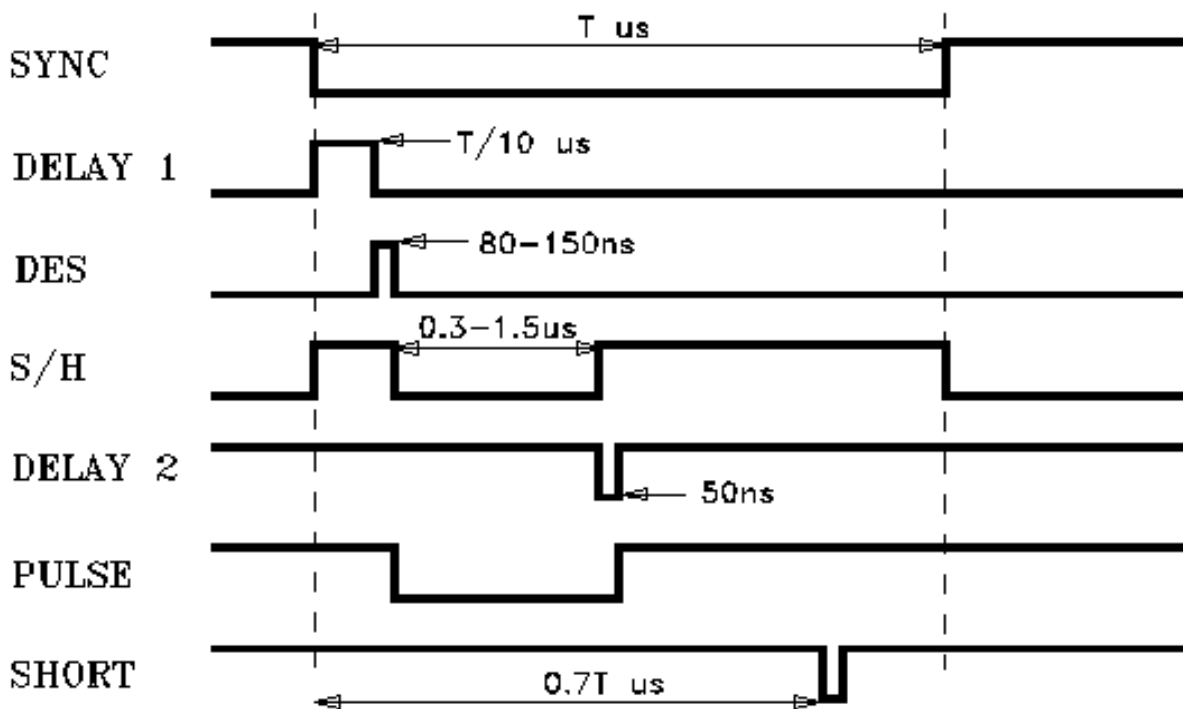 T us
SYNC
DELAY 1
T/10 us
DES
80-150ns
S/H
0.3-1.5us
DELAY 2
50ns
PULSE
SHORT
0.7T us